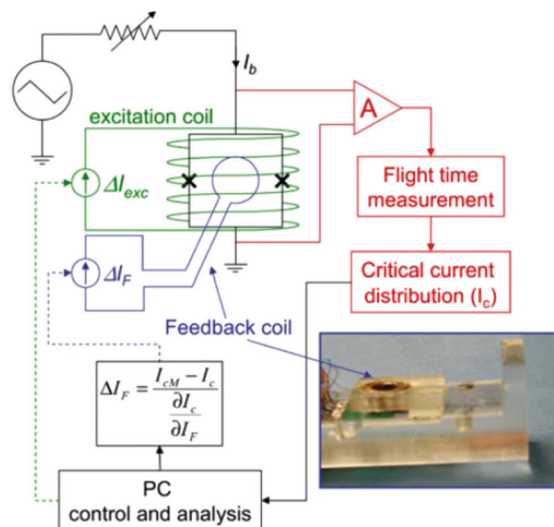 I_b
excitation coil
A
ΔI_exc
Flight time
measurement
ΔI_F
Critical current
distribution (I_c)
Feedback coil
ΔI_F = (I_cM − I_c) / (∂I_c / ∂I_F)
PC
control and analysis